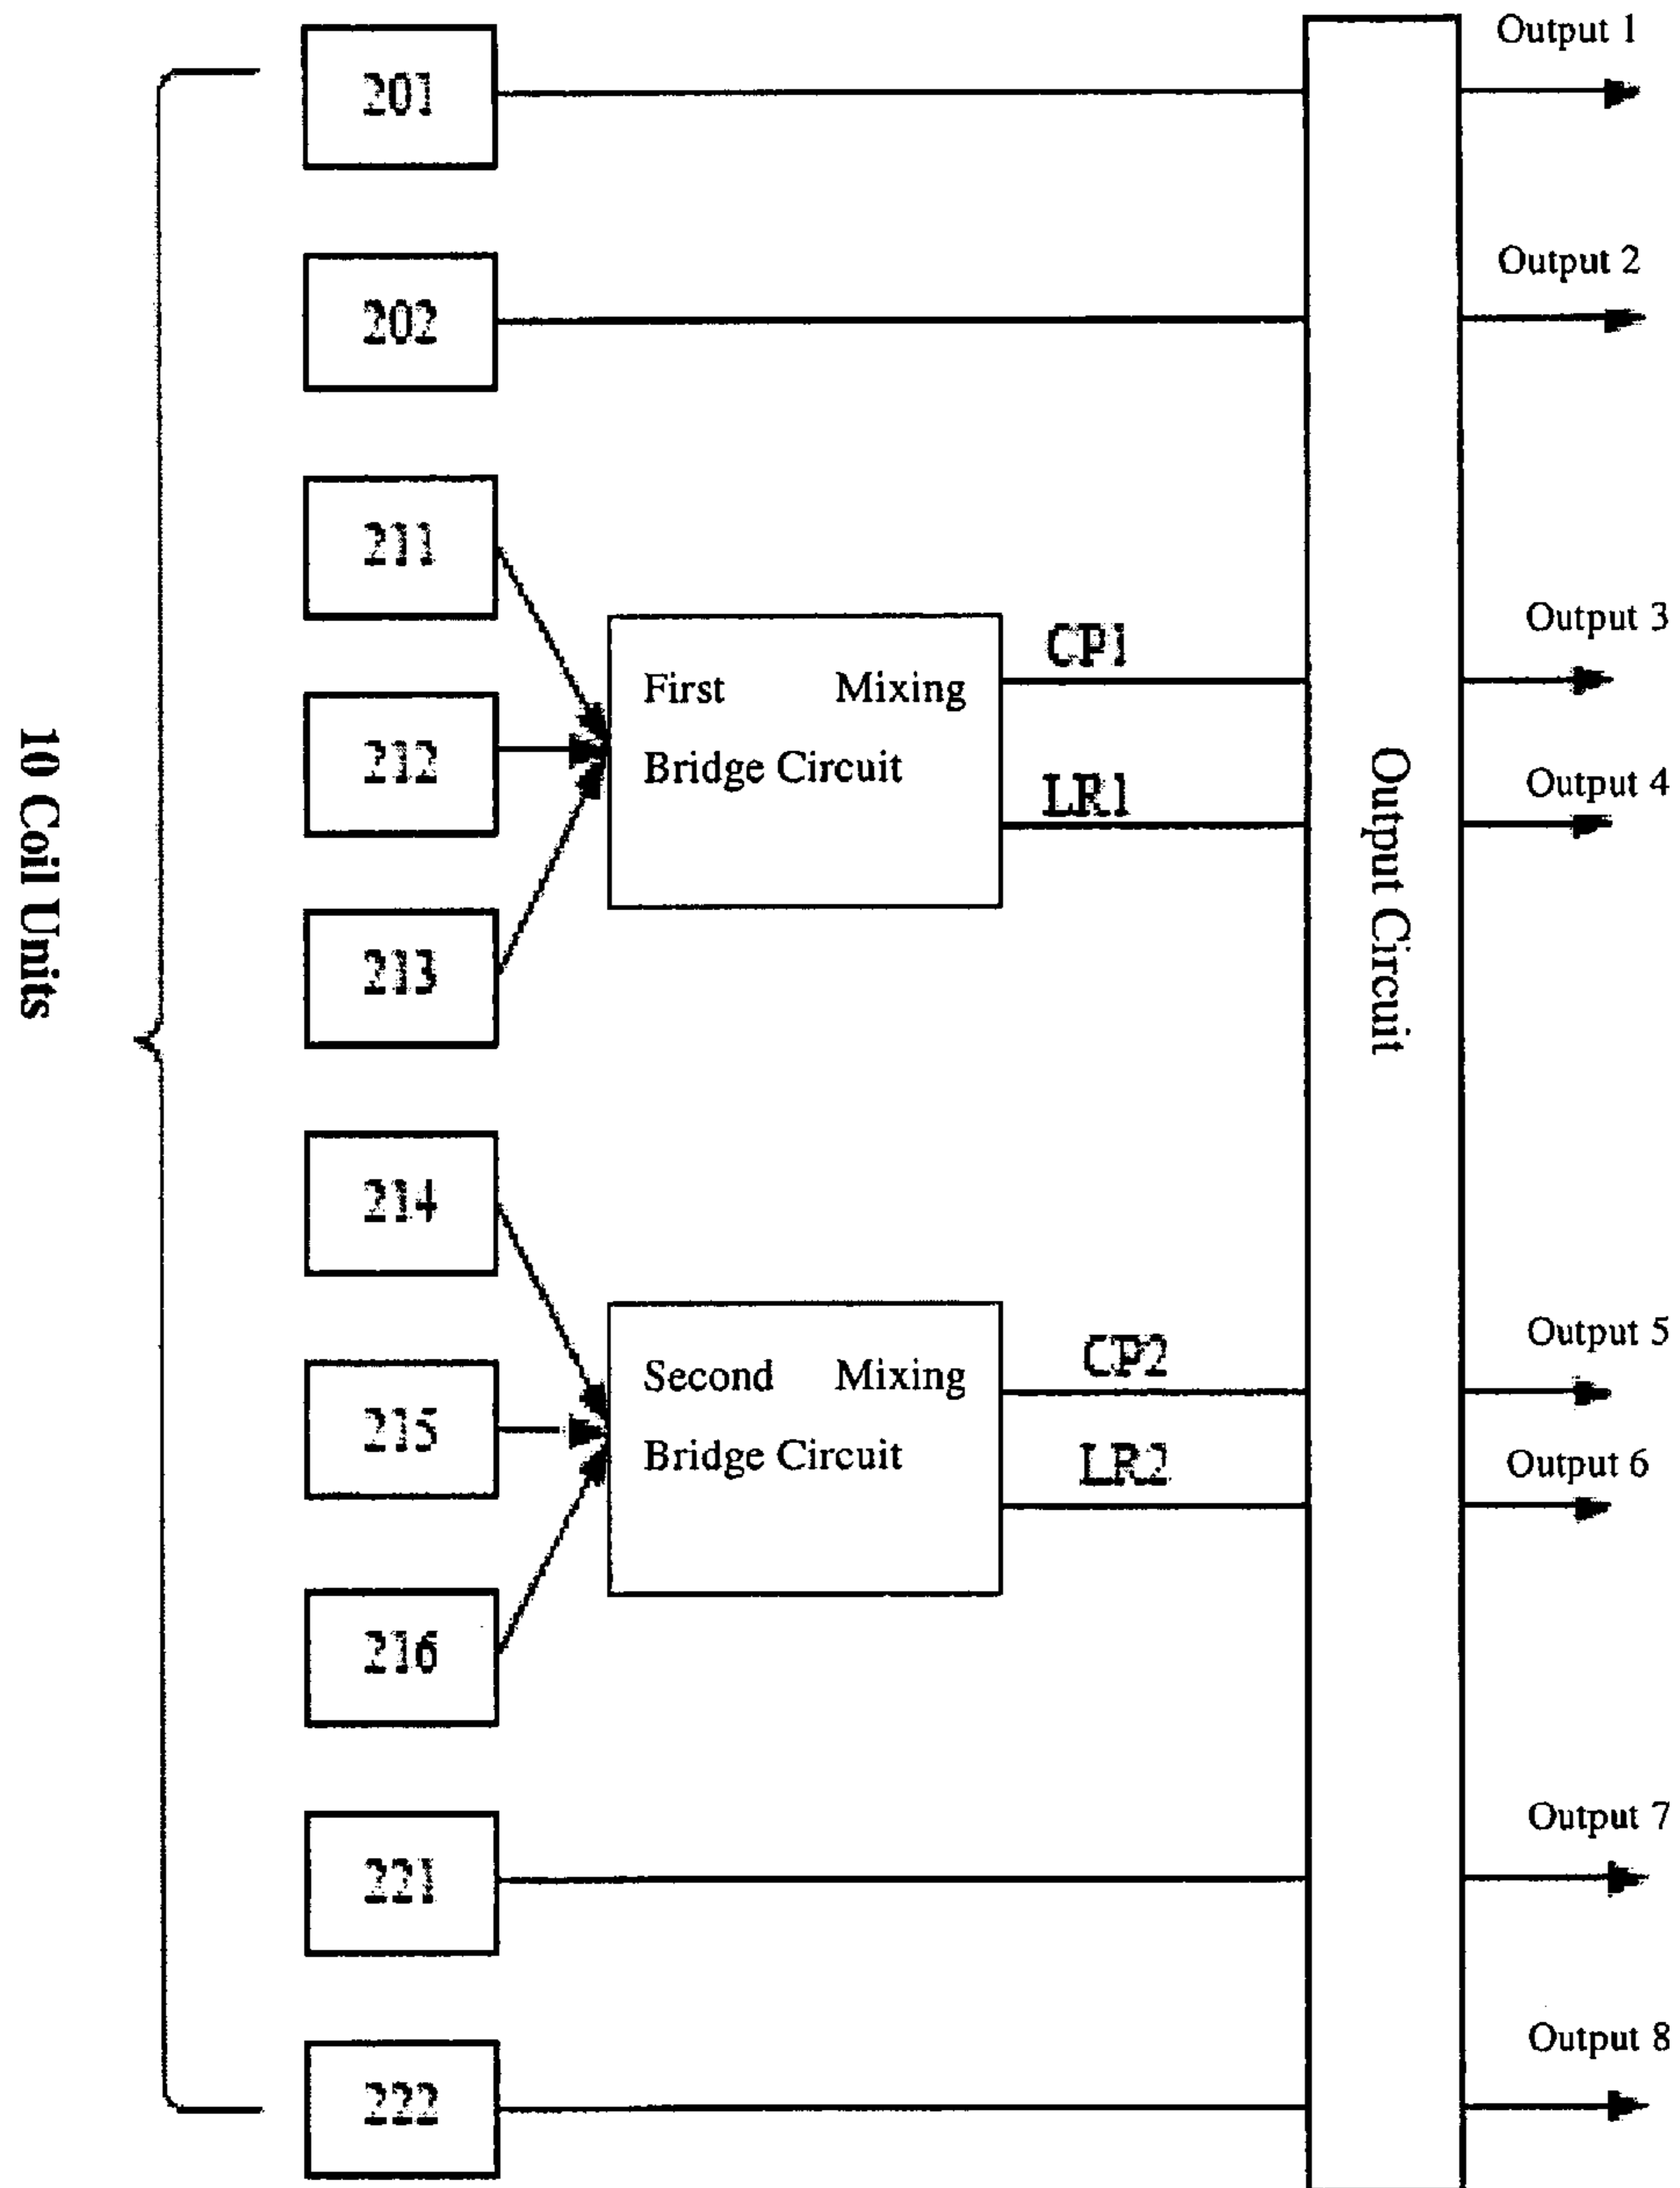 Output 1
201
Output 2
202
211
Output 3
CP1
First Mixing
212
Bridge Circuit
LR1
Output 4
10 Coil Units
Output Circuit
213
214
Output 5
CP2
Second Mixing
215
Bridge Circuit
LR2
Output 6
216
Output 7
221
Output 8
222